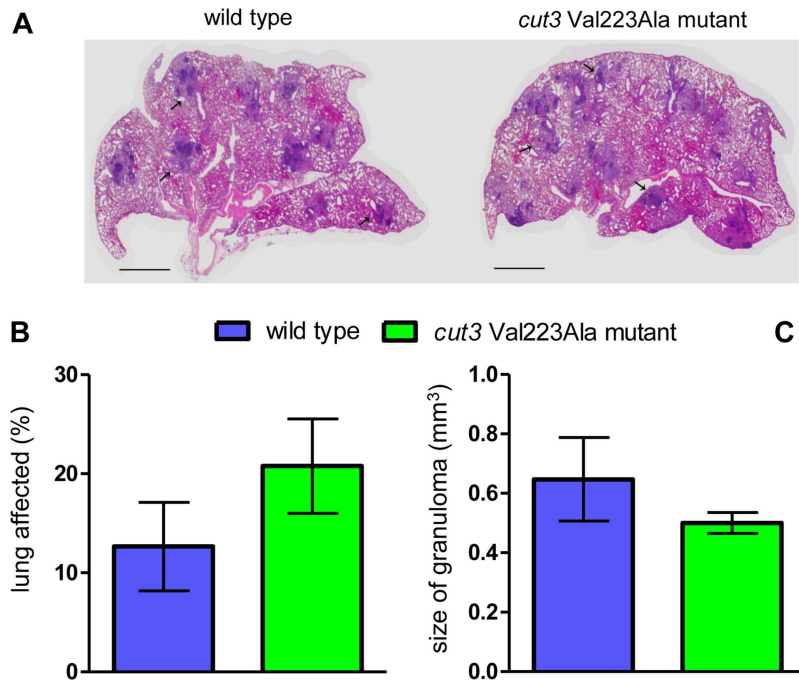 A
wild type
cut3 Val223Ala mutant
B
wild type
cut3 Val223Ala mutant
C
lung affected (%)
30
20
10
0
size of granuloma (mm³)
1.0
0.8
0.6
0.4
0.2
0.0